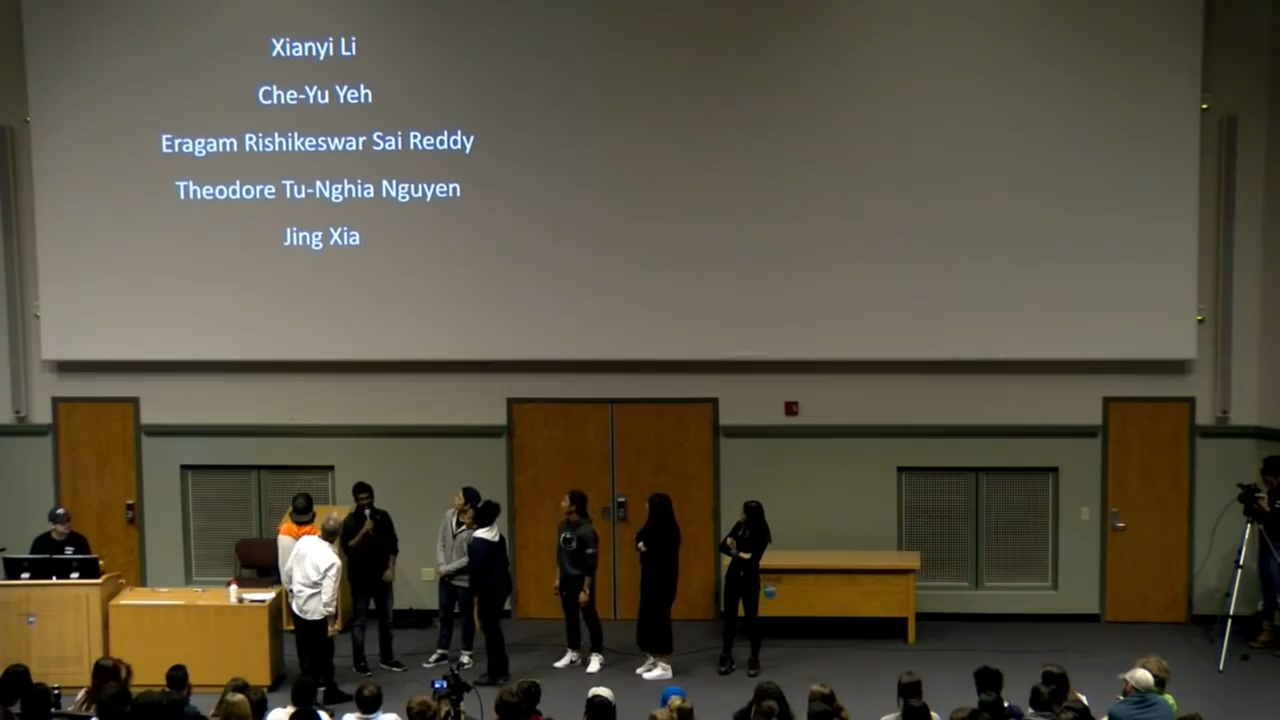 Xianyi Li
Che-Yu Yeh
Eragam Rishikeswar Sai Reddy
Theodore Tu-Nghia Nguyen
Jing Xia